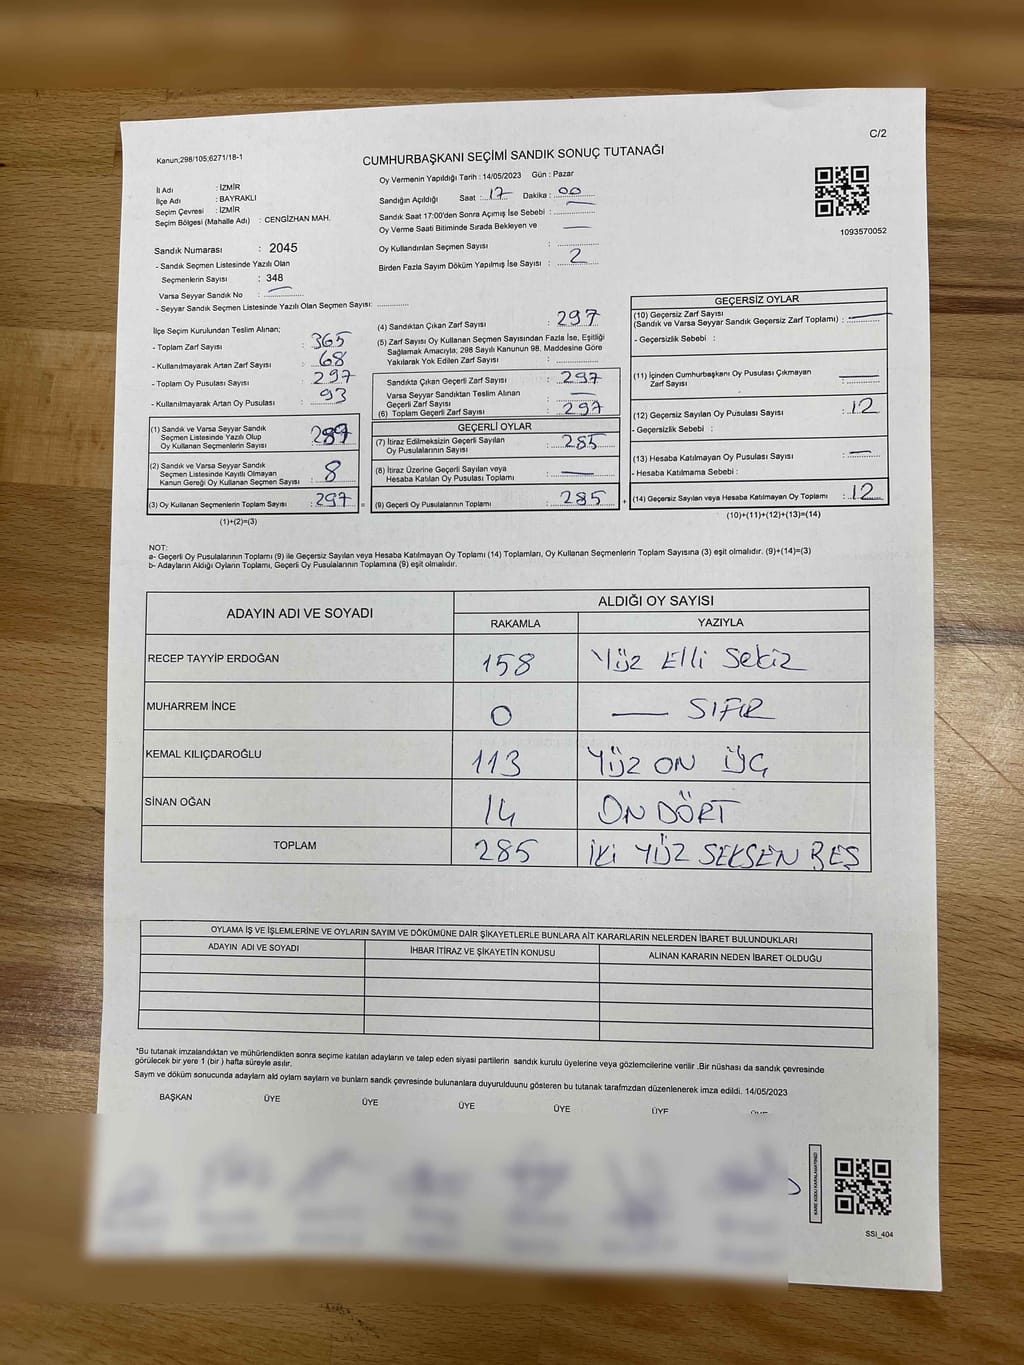 C/2
Kanun;298/105;6271/18-1
CUMHURBAŞKANI SEÇİMİ SANDIK SONUÇ TUTANAĞI
Oy Vermenin Yapıldığı Tarih : 14/05/2023 Gün : Pazar
İl Adı : İZMİR
İlçe Adı : BAYRAKLI
Seçim Çevresi : İZMİR
Seçim Bölgesi (Mahalle Adı) : CENGİZHAN MAH.
Sandık Numarası : 2045
- Sandık Seçmen Listesinde Yazılı Olan
Seçmenlerin Sayısı : 348
Varsa Seyyar Sandık No :
- Seyyar Sandık Seçmen Listesinde Yazılı Olan Seçmen Sayısı:
Sandığın Açıldığı Saat : 17 Dakika : 00
Sandık Saat 17:00'den Sonra Açımış İse Sebebi :
Oy Verme Saati Bitiminde Sırada Bekleyen ve
Oy Kullandırılan Seçmen Sayısı :
Birden Fazla Sayım Döküm Yapılmış İse Sayısı : 2
1093570052
İlçe Seçim Kurulundan Teslim Alınan;
- Toplam Zarf Sayısı : 365
- Kullanılmayarak Artan Zarf Sayısı : 68
- Toplam Oy Pusulası Sayısı : 297
- Kullanılmayarak Artan Oy Pusulası : 93
(1) Sandık ve Varsa Seyyar Sandık
Seçmen Listesinde Yazılı Olup
Oy Kullanan Seçmenlerin Sayısı : 289
(2) Sandık ve Varsa Seyyar Sandık
Seçmen Listesinde Kayıtlı Olmayan
Kanun Gereği Oy Kullanan Seçmen Sayısı : 8
(3) Oy Kullanan Seçmenlerin Toplam Sayısı : 297 =
(1)+(2)=(3)
(4) Sandıktan Çıkan Zarf Sayısı : 297
(5) Zarf Sayısı Oy Kullanan Seçmen Sayısından Fazla İse, Eşitliği
Sağlamak Amacıyla; 298 Sayılı Kanunun 98. Maddesine Göre
Yakılarak Yok Edilen Zarf Sayısı :
Sandıkta Çıkan Geçerli Zarf Sayısı : 297
Varsa Seyyar Sandıktan Teslim Alınan
Geçerli Zarf Sayısı : —
(6) Toplam Geçerli Zarf Sayısı : 297
GEÇERLİ OYLAR
(7) İtiraz Edilmeksizin Geçerli Sayılan
Oy Pusulalarının Sayısı : 285
(8) İtiraz Üzerine Geçerli Sayılan veya
Hesaba Katılan Oy Pusulası Toplamı : —
(9) Geçerli Oy Pusulalarının Toplamı : 285 +
GEÇERSİZ OYLAR
(10) Geçersiz Zarf Sayısı
(Sandık ve Varsa Seyyar Sandık Geçersiz Zarf Toplamı) : —
- Geçersizlik Sebebi :
(11) İçinden Cumhurbaşkanı Oy Pusulası Çıkmayan
Zarf Sayısı : —
(12) Geçersiz Sayılan Oy Pusulası Sayısı : 12
- Geçersizlik Sebebi :
(13) Hesaba Katılmayan Oy Pusulası Sayısı : —
- Hesaba Katılmama Sebebi :
(14) Geçersiz Sayılan veya Hesaba Katılmayan Oy Toplamı : 12
(10)+(11)+(12)+(13)=(14)
NOT:
a- Geçerli Oy Pusulalarının Toplamı (9) ile Geçersiz Sayılan veya Hesaba Katılmayan Oy Toplamı (14) Toplamları, Oy Kullanan Seçmenlerin Toplam Sayısına (3) eşit olmalıdır. (9)+(14)=(3)
b- Adayların Aldığı Oyların Toplamı, Geçerli Oy Pusulalarının Toplamına (9) eşit olmalıdır.
ADAYIN ADI VE SOYADI ALDIĞI OY SAYISI
RAKAMLA YAZIYLA
RECEP TAYYİP ERDOĞAN 158 Yüz Elli Sekiz
MUHARREM İNCE 0 — SIFIR
KEMAL KILIÇDAROĞLU 113 YÜZ ON ÜÇ
SİNAN OĞAN 14 ON DÖRT
TOPLAM 285 İKİ YÜZ SEKSEN BEŞ
OYLAMA İŞ VE İŞLEMLERİNE VE OYLARIN SAYIM VE DÖKÜMÜNE DAİR ŞİKAYETLERLE BUNLARA AİT KARARLARIN NELERDEN İBARET BULUNDUKLARI
ADAYIN ADI VE SOYADI İHBAR İTİRAZ VE ŞİKAYETİN KONUSU ALINAN KARARIN NEDEN İBARET OLDUĞU
*Bu tutanak imzalandıktan ve mühürlendikten sonra seçime katılan adayların ve talep eden siyasi partilerin sandık kurulu üyelerine veya gözlemcilerine verilir .Bir nüshası da sandık çevresinde
görülecek bir yere 1 (bir ) hafta süreyle asılır.
Sayım ve döküm sonucunda adayların ald oyların sayların ve bunların sandk çevresinde bulunanlara duyurulduunu gösteren bu tutanak tarafmzdan düzenlenerek imza edildi. 14/05/2023
BAŞKAN ÜYE ÜYE ÜYE ÜYE ÜYE ÜYE
KARE KODU KARALAMAYINIZ!
SSI_404